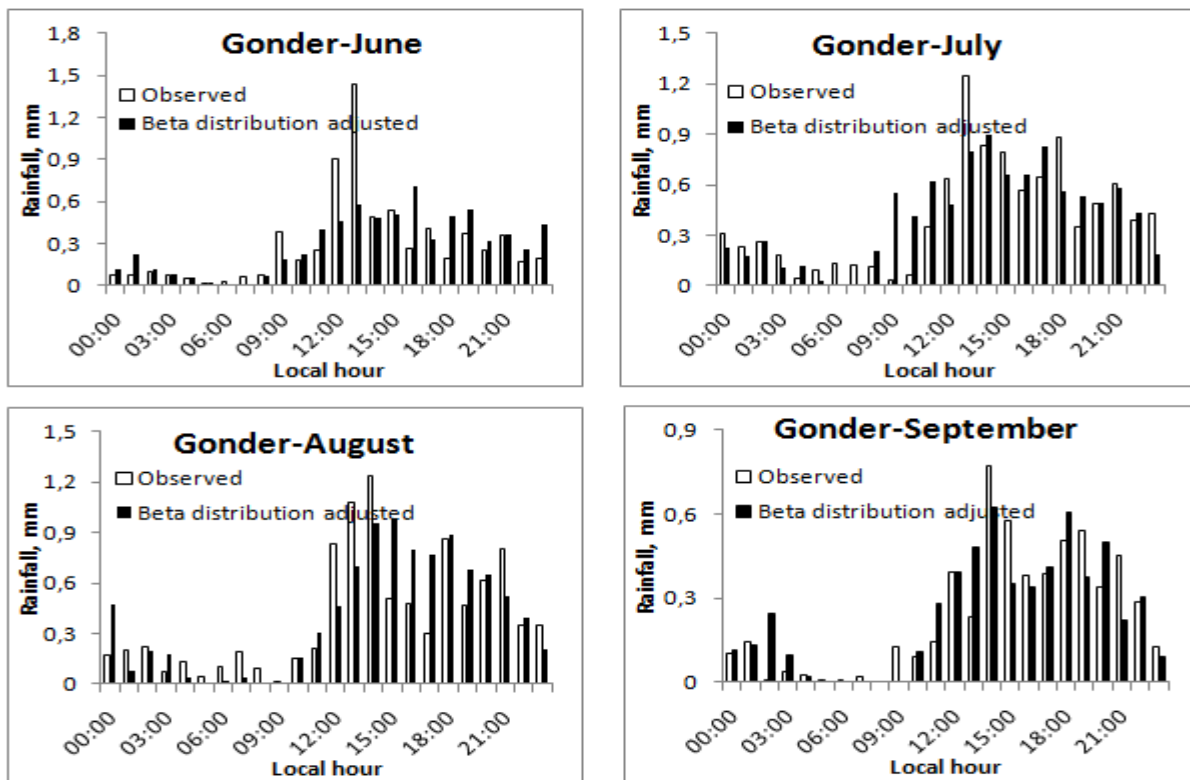 Gonder-June
Observed
Beta distribution adjusted
Rainfall, mm
1,8
1,5
1,2
0,9
0,6
0,3
0
00:00 03:00 06:00 09:00 12:00 15:00 18:00 21:00
Local hour
Gonder-July
Observed
Beta distribution adjusted
Rainfall, mm
1,5
1,2
0,9
0,6
0,3
0
00:00 03:00 06:00 09:00 12:00 15:00 18:00 21:00
Local hour
Gonder-August
Observed
Beta distribution adjusted
Rainfall, mm
1,5
1,2
0,9
0,6
0,3
0
00:00 03:00 06:00 09:00 12:00 15:00 18:00 21:00
Local hour
Gonder-September
Observed
Beta distribution adjusted
Rainfall, mm
0,9
0,6
0,3
0
00:00 03:00 06:00 09:00 12:00 15:00 18:00 21:00
Local hour